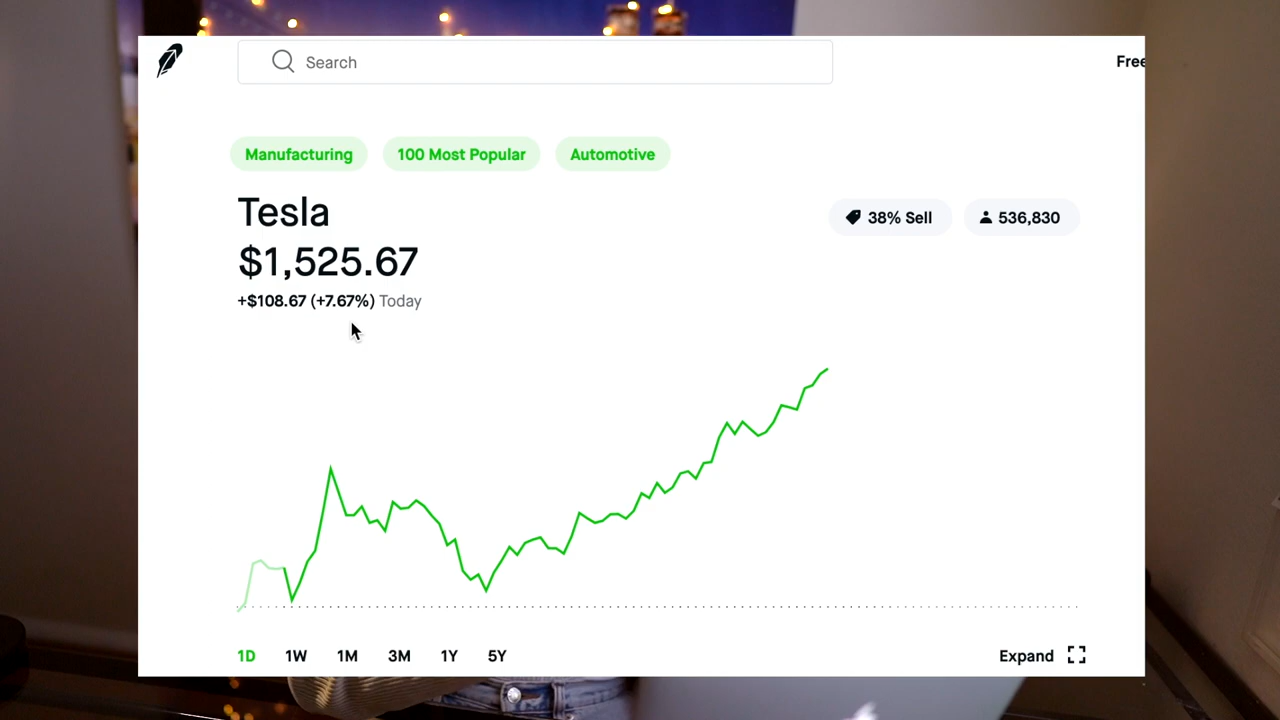 Search
Free
Manufacturing 100 Most Popular Automotive
Tesla
38% Sell 536,830
$1,525.67
+$108.67 (+7.67%) Today
1D 1W 1M 3M 1Y 5Y Expand